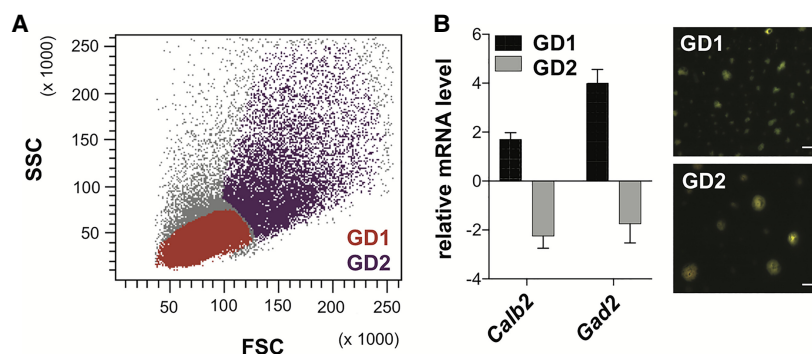 A
(x 1000)
250
200
150
100
50
SSC
GD1
GD2
50 100 150 200 250
FSC (x 1000)
B
6
4
2
0
-2
-4
relative mRNA level
GD1
GD2
Calb2 Gad2
GD1
GD2